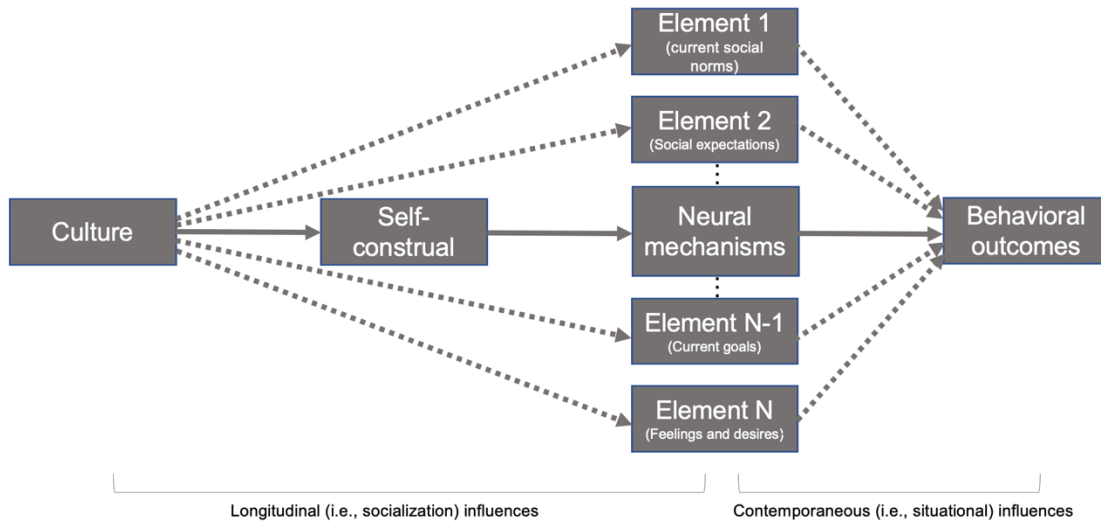 Element 1
(current social
norms)
Element 2
(Social expectations)
Culture
Self-
construal
Neural
mechanisms
Behavioral
outcomes
Element N-1
(Current goals)
Element N
(Feelings and desires)
Longitudinal (i.e., socialization) influences
Contemporaneous (i.e., situational) influences